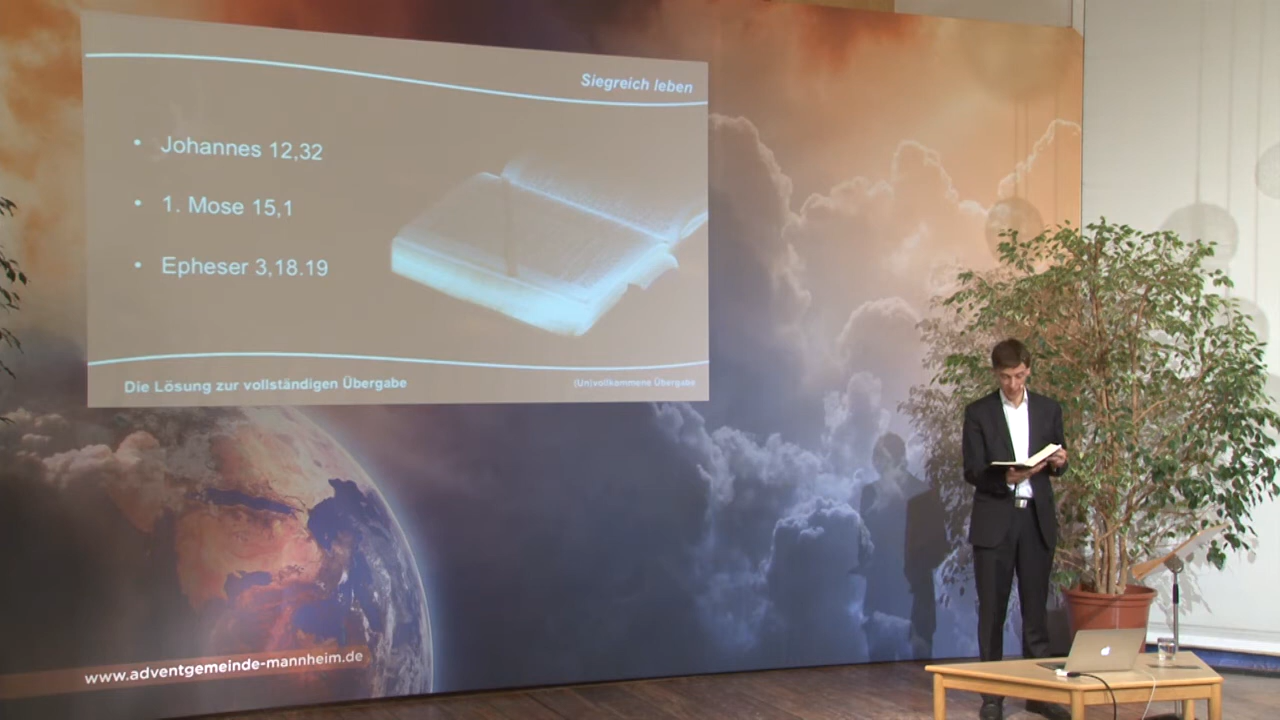 Siegreich leben
• Johannes 12,32
• 1. Mose 15,1
• Epheser 3,18.19
Die Lösung zur vollständigen Übergabe
(Un)vollkommene Übergabe
www.adventgemeinde-mannheim.de